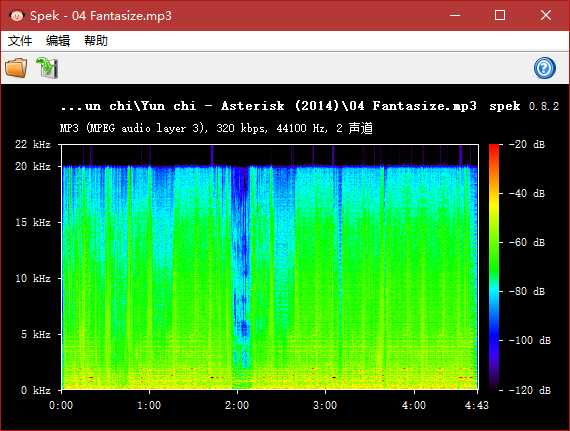 Spek - 04 Fantasize.mp3
文件 编辑 帮助
...un chi\Yun chi - Asterisk (2014)\04 Fantasize.mp3 spek 0.8.2
MP3 (MPEG audio layer 3), 320 kbps, 44100 Hz, 2 声道
22 kHz
20 kHz
15 kHz
10 kHz
5 kHz
0 kHz
0:00 1:00 2:00 3:00 4:00 4:43
-20 dB
-40 dB
-60 dB
-80 dB
-100 dB
-120 dB